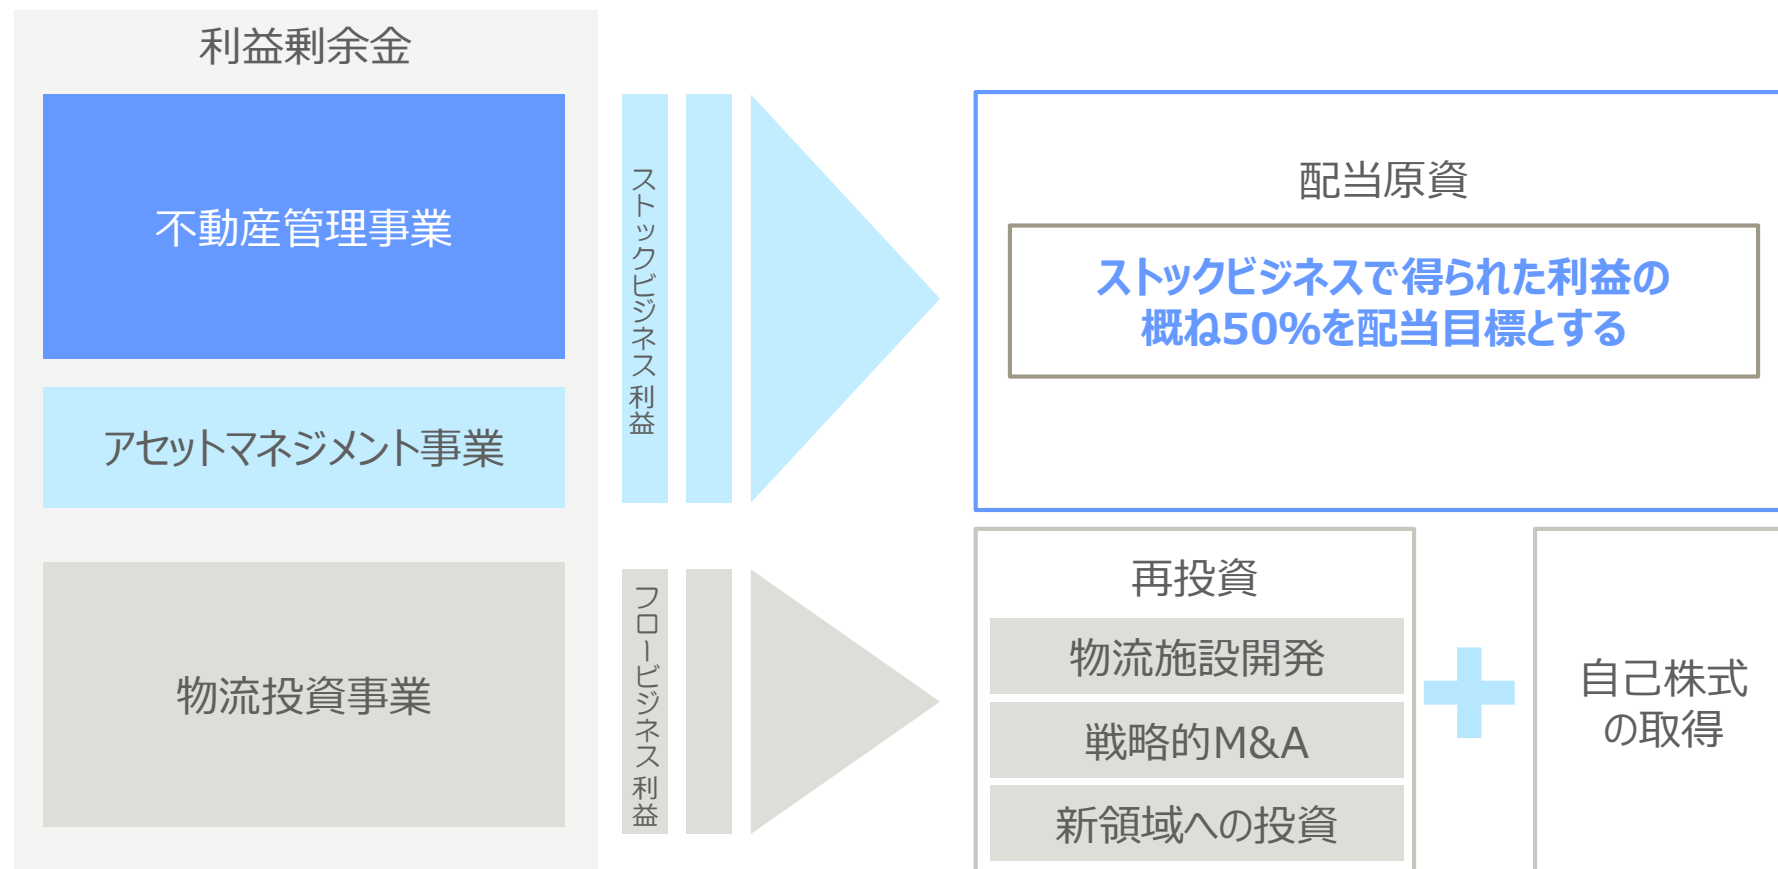 利益剰余金
不動産管理事業
アセットマネジメント事業
物流投資事業
ストックビジネス利益
フロービジネス利益
配当原資
ストックビジネスで得られた利益の
概ね50%を配当目標とする
再投資
物流施設開発
戦略的M&A
新領域への投資
自己株式
の取得